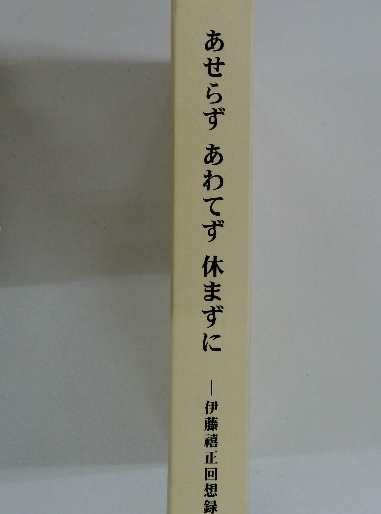 あせらず あわてず 休まずに
―伊藤禧正回想録